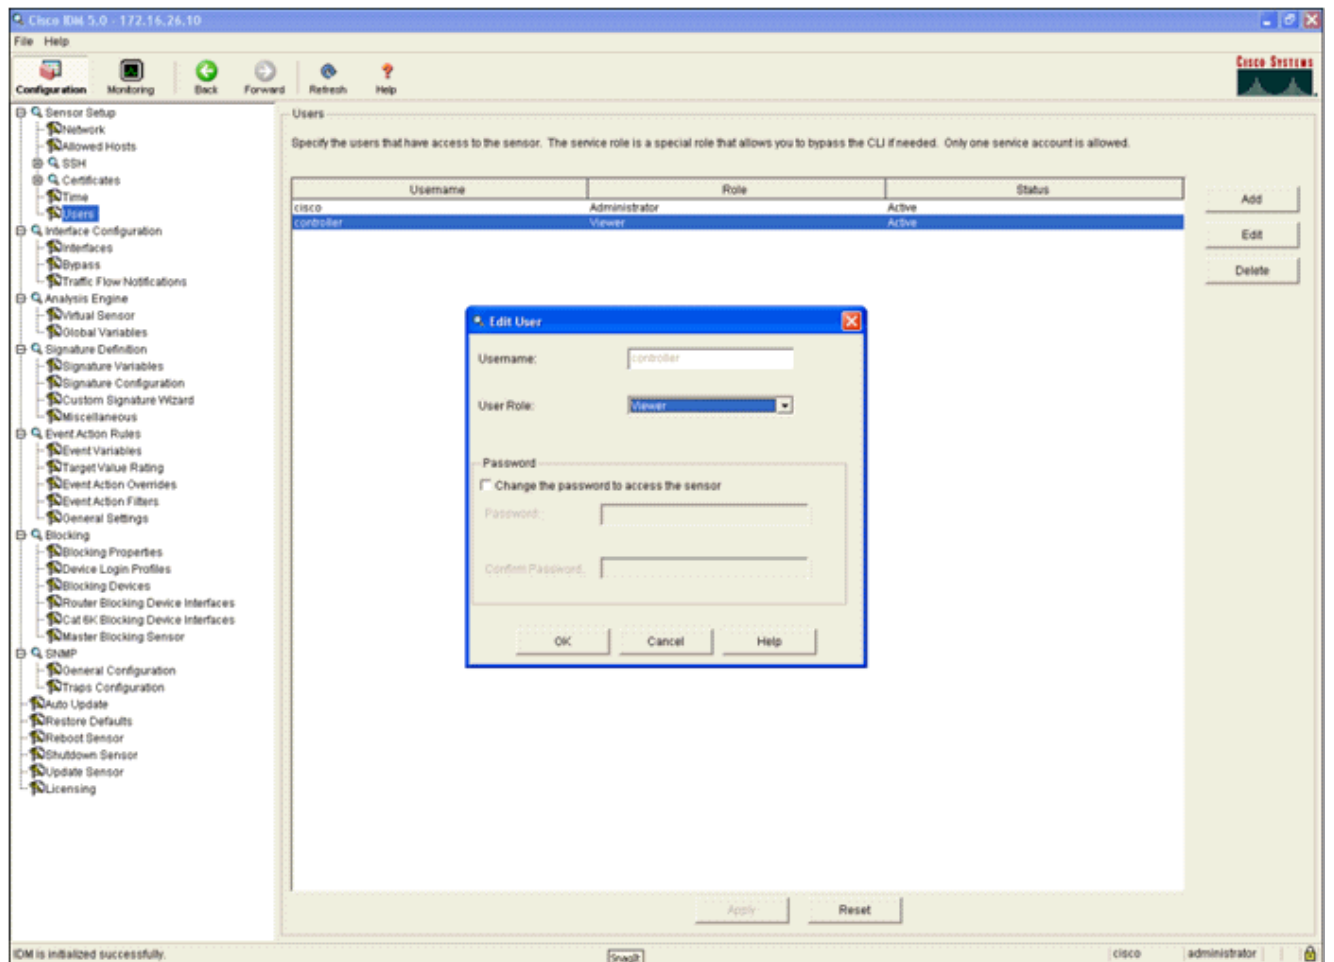 Cisco IDM 5.0 - 172.16.26.10
File Help
Configuration Monitoring Back Forward Refresh Help
CISCO SYSTEMS
Sensor Setup
Network
Allowed Hosts
SSH
Certificates
Time
Users
Interface Configuration
Interfaces
Bypass
Traffic Flow Notifications
Analysis Engine
Virtual Sensor
Global Variables
Signature Definition
Signature Variables
Signature Configuration
Custom Signature Wizard
Miscellaneous
Event Action Rules
Event Variables
Target Value Rating
Event Action Overrides
Event Action Filters
General Settings
Blocking
Blocking Properties
Device Login Profiles
Blocking Devices
Router Blocking Device Interfaces
Cat 6K Blocking Device Interfaces
Master Blocking Sensor
SNMP
General Configuration
Traps Configuration
Auto Update
Restore Defaults
Reboot Sensor
Shutdown Sensor
Update Sensor
Licensing
Users
Specify the users that have access to the sensor. The service role is a special role that allows you to bypass the CLI if needed. Only one service account is allowed.
Username Role Status
cisco Administrator Active
controller Viewer Active
Add
Edit
Delete
Edit User
Username: controller
User Role: Viewer
Password
Change the password to access the sensor
Password:
Confirm Password:
OK Cancel Help
Apply Reset
IDM is initialized successfully.
SnagIt
cisco administrator